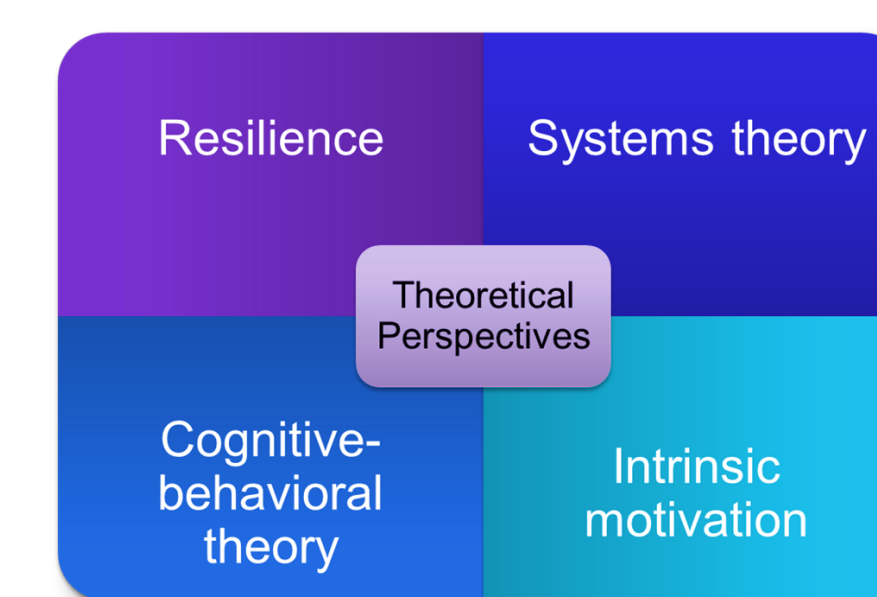 Resilience
Systems theory
Theoretical
Perspectives
Cognitive-
behavioral
theory
Intrinsic
motivation